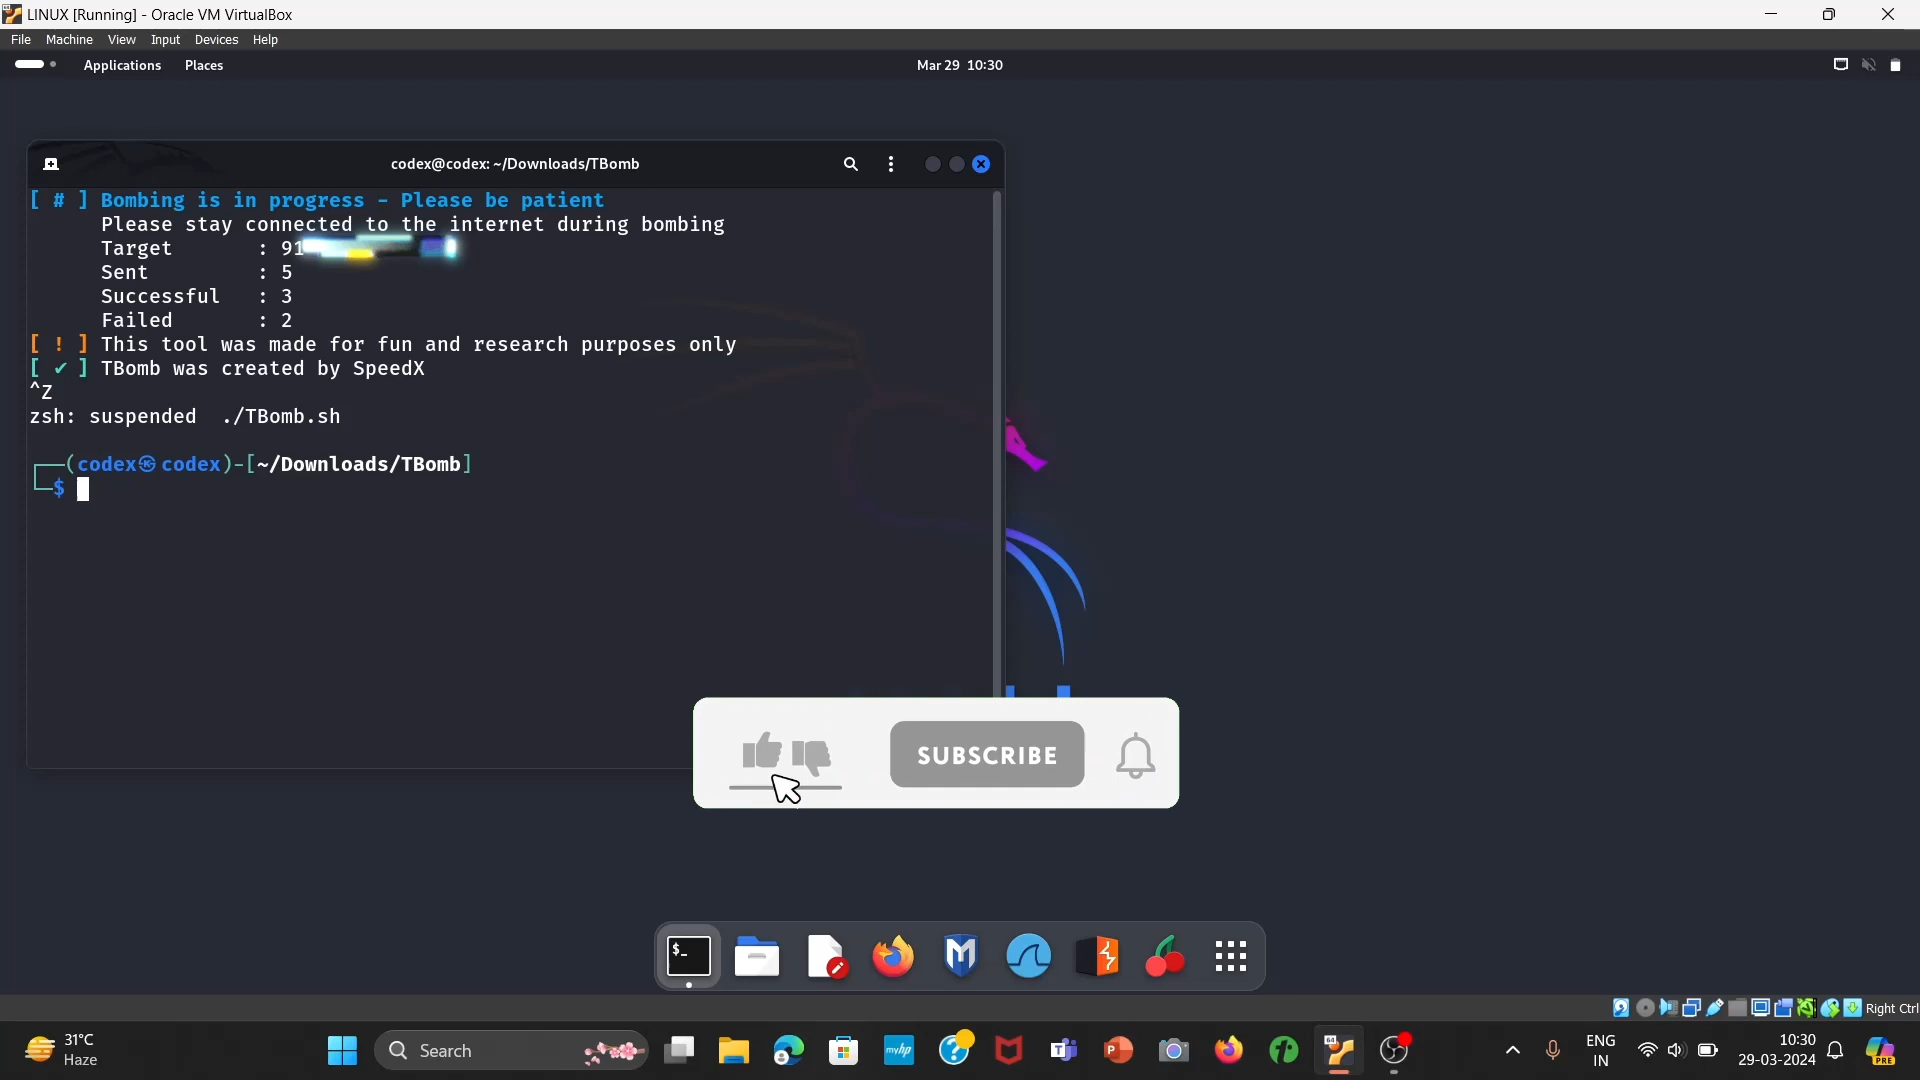 LINUX [Running] - Oracle VM VirtualBox
File Machine View Input Devices Help
Applications Places
Mar 29 10:30
codex@codex: ~/Downloads/TBomb
[ # ] Bombing is in progress - Please be patient
Please stay connected to the internet during bombing
Target : 91
Sent : 5
Successful : 3
Failed : 2
[ ! ] This tool was made for fun and research purposes only
[ ✔ ] TBomb was created by SpeedX
^Z
zsh: suspended ./TBomb.sh
┌──(codex㉿codex)-[~/Downloads/TBomb]
└─$
SUBSCRIBE
$_
Right Ctrl
31°C
Haze
Search
myhp
ENG
IN
10:30
29-03-2024
PRE